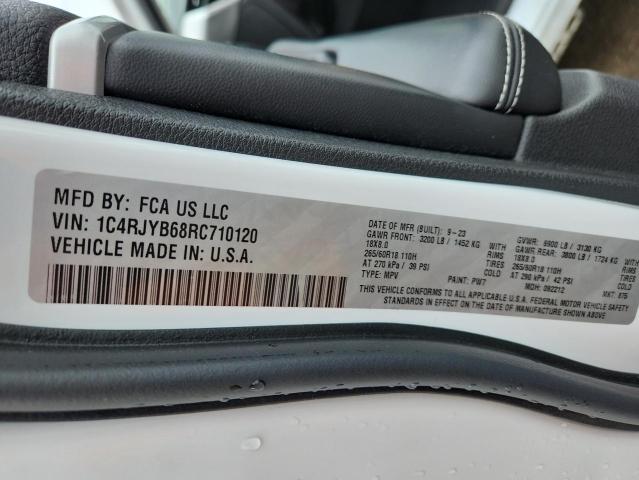 MFD BY: FCA US LLC
VIN: 1C4RJYB68RC710120
VEHICLE MADE IN: U.S.A.
DATE OF MFR (BUILT): 9-23
GAWR FRONT: 3200 LB / 1452 KG WITH
18X8.0 RIMS
265/60R18 110H TIRES
AT 270 kPa / 39 PSI COLD
TYPE: MPV PAINT: PW7
GVWR: 6900 LB / 3130 KG
GAWR REAR: 3800 LB / 1724 KG WITH
18X8.0 RIMS
265/60R18 110H TIRES
AT 290 kPa / 42 PSI COLD
MDH: 092212 MKT: 875
THIS VEHICLE CONFORMS TO ALL APPLICABLE U.S.A. FEDERAL MOTOR VEHICLE SAFETY
STANDARDS IN EFFECT ON THE DATE OF MANUFACTURE SHOWN ABOVE.